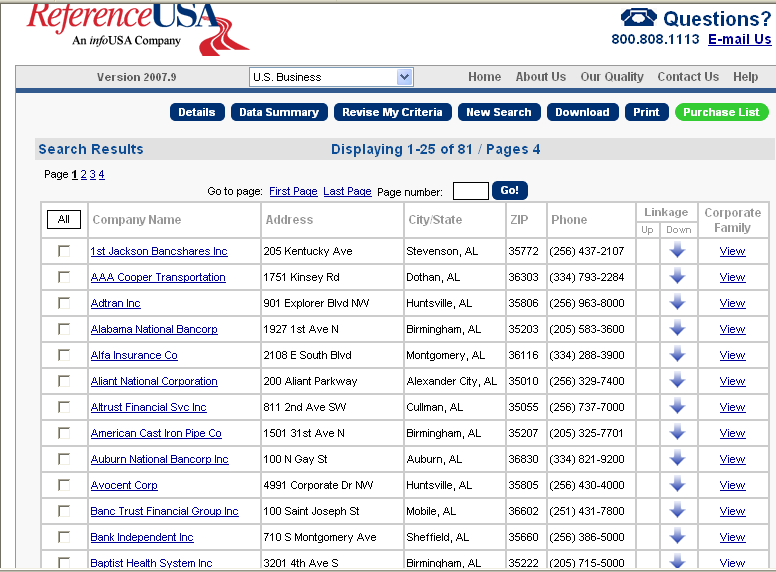 ReferenceUSA
An infoUSA Company
Questions?
800.808.1113 E-mail Us
Version 2007.9 U.S. Business Home About Us Our Quality Contact Us Help
Details Data Summary Revise My Criteria New Search Download Print Purchase List
Search Results Displaying 1-25 of 81 / Pages 4
Page 1 2 3 4
Go to page: First Page Last Page Page number: Go!
All Company Name Address City/State ZIP Phone Linkage Up Down Corporate Family
1st Jackson Bancshares Inc 205 Kentucky Ave Stevenson, AL 35772 (256) 437-2107 View
AAA Cooper Transportation 1751 Kinsey Rd Dothan, AL 36303 (334) 793-2284 View
Adtran Inc 901 Explorer Blvd NW Huntsville, AL 35806 (256) 963-8000 View
Alabama National Bancorp 1927 1st Ave N Birmingham, AL 35203 (205) 583-3600 View
Alfa Insurance Co 2108 E South Blvd Montgomery, AL 36116 (334) 288-3900 View
Aliant National Corporation 200 Aliant Parkway Alexander City, AL 35010 (256) 329-7400 View
Altrust Financial Svc Inc 811 2nd Ave SW Cullman, AL 35055 (256) 737-7000 View
American Cast Iron Pipe Co 1501 31st Ave N Birmingham, AL 35207 (205) 325-7701 View
Auburn National Bancorp Inc 100 N Gay St Auburn, AL 36830 (334) 821-9200 View
Avocent Corp 4991 Corporate Dr NW Huntsville, AL 35805 (256) 430-4000 View
Banc Trust Financial Group Inc 100 Saint Joseph St Mobile, AL 36602 (251) 431-7800 View
Bank Independent Inc 710 S Montgomery Ave Sheffield, AL 35660 (256) 386-5000 View
Baptist Health System Inc 3201 4th Ave S Birmingham, AL 35222 (205) 715-5000 View